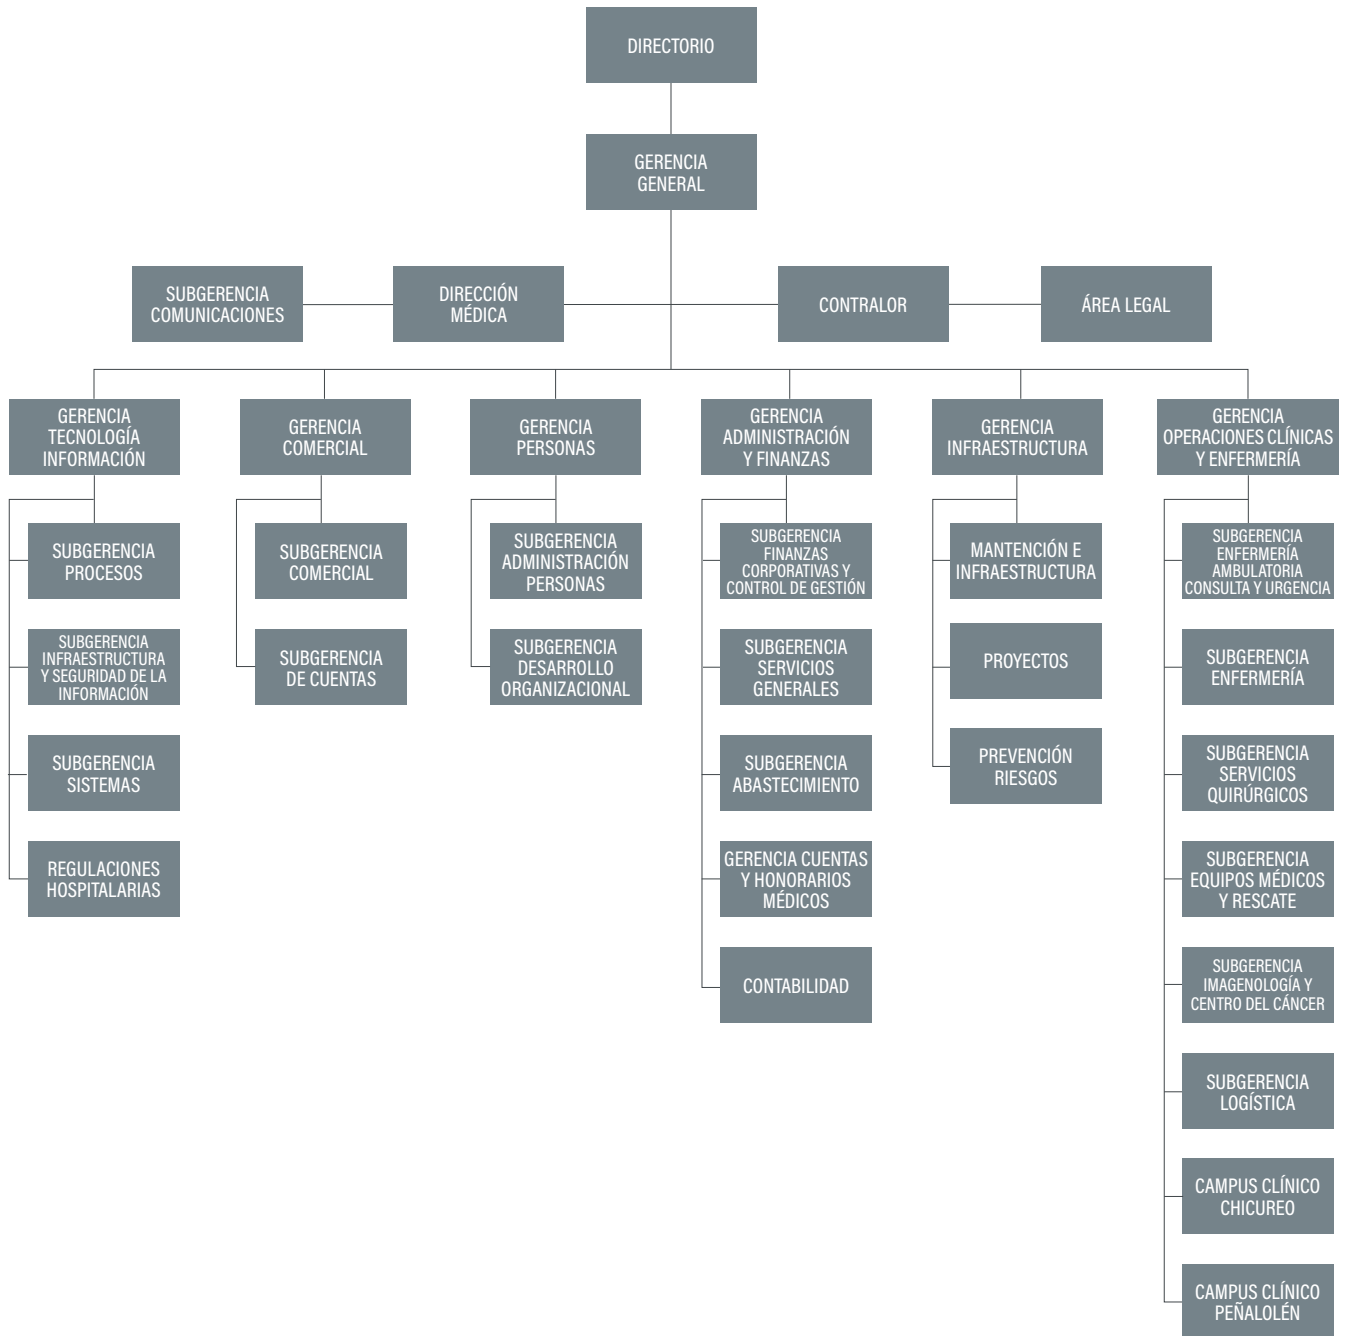 DIRECTORIO
GERENCIA
GENERAL
SUBGERENCIA
COMUNICACIONES
DIRECCIÓN
MÉDICA
CONTRALOR
ÁREA LEGAL
GERENCIA
TECNOLOGÍA
INFORMACIÓN
SUBGERENCIA
PROCESOS
SUBGERENCIA
INFRAESTRUCTURA
Y SEGURIDAD DE LA
INFORMACIÓN
SUBGERENCIA
SISTEMAS
REGULACIONES
HOSPITALARIAS
GERENCIA
COMERCIAL
SUBGERENCIA
COMERCIAL
SUBGERENCIA
DE CUENTAS
GERENCIA
PERSONAS
SUBGERENCIA
ADMINISTRACIÓN
PERSONAS
SUBGERENCIA
DESARROLLO
ORGANIZACIONAL
GERENCIA
ADMINISTRACIÓN
Y FINANZAS
SUBGERENCIA
FINANZAS
CORPORATIVAS Y
CONTROL DE GESTIÓN
SUBGERENCIA
SERVICIOS
GENERALES
SUBGERENCIA
ABASTECIMIENTO
GERENCIA CUENTAS
Y HONORARIOS
MÉDICOS
CONTABILIDAD
GERENCIA
INFRAESTRUCTURA
MANTENCIÓN E
INFRAESTRUCTURA
PROYECTOS
PREVENCIÓN
RIESGOS
GERENCIA
OPERACIONES CLÍNICAS
Y ENFERMERÍA
SUBGERENCIA
ENFERMERÍA
AMBULATORIA
CONSULTA Y URGENCIA
SUBGERENCIA
ENFERMERÍA
SUBGERENCIA
SERVICIOS
QUIRÚRGICOS
SUBGERENCIA
EQUIPOS MÉDICOS
Y RESCATE
SUBGERENCIA
IMAGENOLOGÍA Y
CENTRO DEL CÁNCER
SUBGERENCIA
LOGÍSTICA
CAMPUS CLÍNICO
CHICUREO
CAMPUS CLÍNICO
PEÑALOLÉN